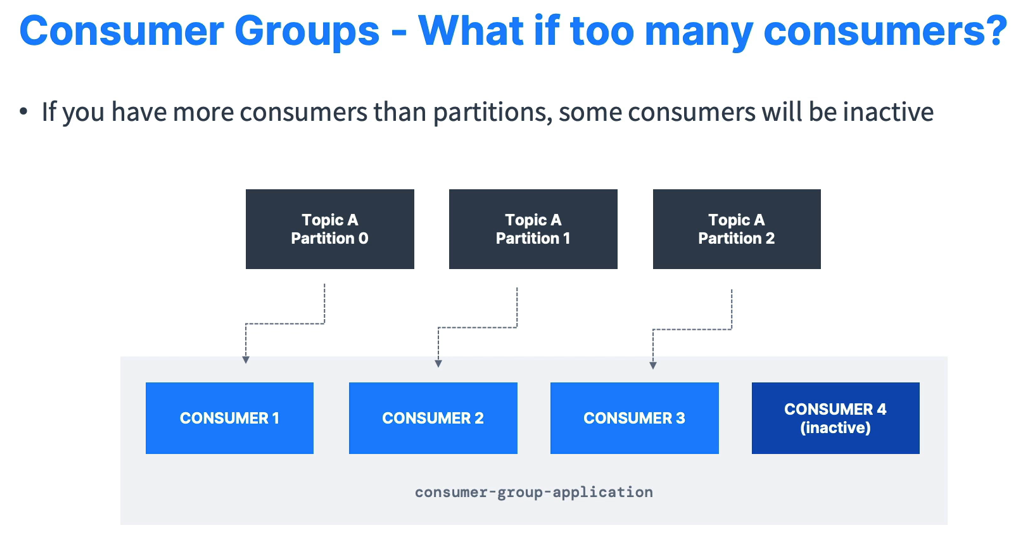 Consumer Groups - What if too many consumers?
• If you have more consumers than partitions, some consumers will be inactive
Topic A
Partition 0
Topic A
Partition 1
Topic A
Partition 2
CONSUMER 1
CONSUMER 2
CONSUMER 3
CONSUMER 4
(inactive)
consumer-group-application